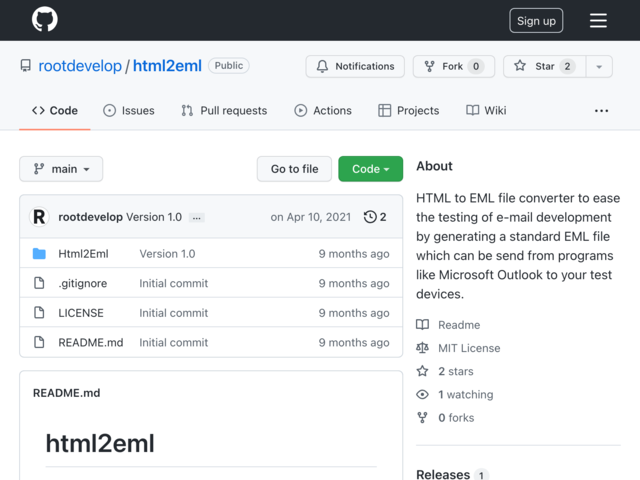 Sign up
rootdevelop / html2eml Public
Notifications Fork 0 Star 2
Code Issues Pull requests Actions Projects Wiki ...
main Go to file Code
R rootdevelop Version 1.0 ... on Apr 10, 2021 2
Html2Eml Version 1.0 9 months ago
.gitignore Initial commit 9 months ago
LICENSE Initial commit 9 months ago
README.md Initial commit 9 months ago
README.md
html2eml
About
HTML to EML file converter to ease
the testing of e-mail development
by generating a standard EML file
which can be send from programs
like Microsoft Outlook to your test
devices.
Readme
MIT License
2 stars
1 watching
0 forks
Releases 1